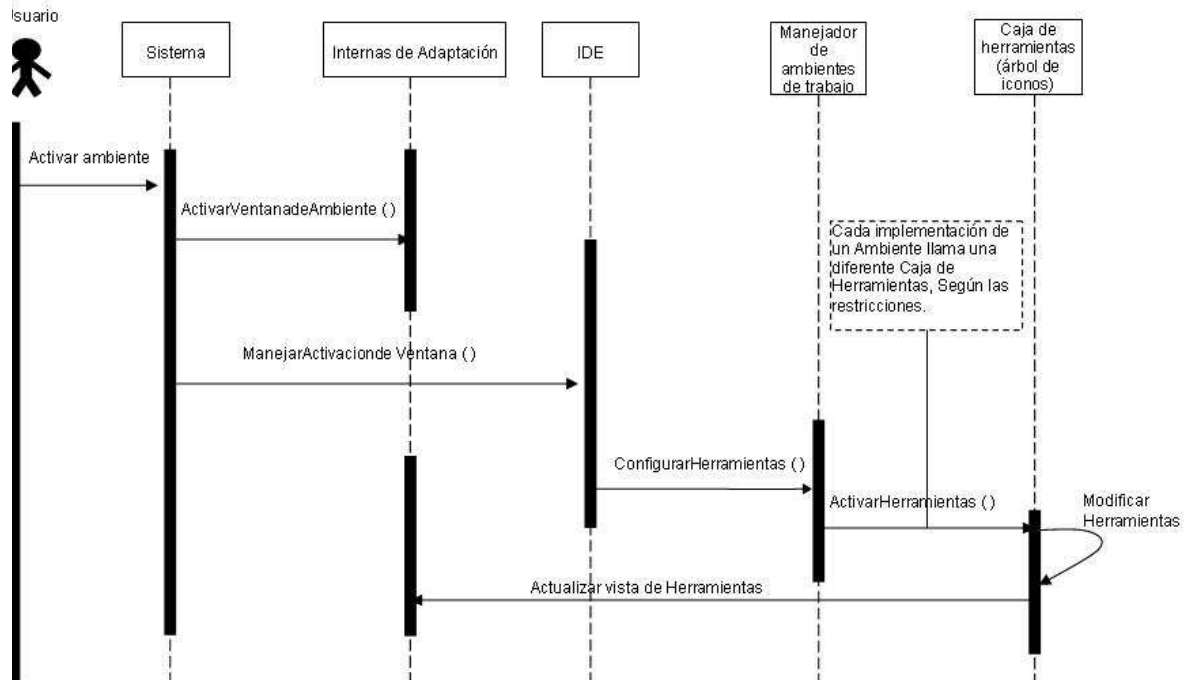 Isuario
Sistema
Internas de Adaptación
IDE
Manejador
de
ambientes
de trabajo
Caja de
herramientas
(árbol de
iconos)
Activar ambiente
ActivarVentanadeAmbiente ( )
Cada implementación de
un Ambiente llama una
diferente Caja de
Herramientas, Según las
restricciones.
ManejarActivacionde Ventana ( )
ConfigurarHerramientas ( )
ActivarHerramientas ( )
Modificar
Herramientas
Actualizar vista de Herramientas